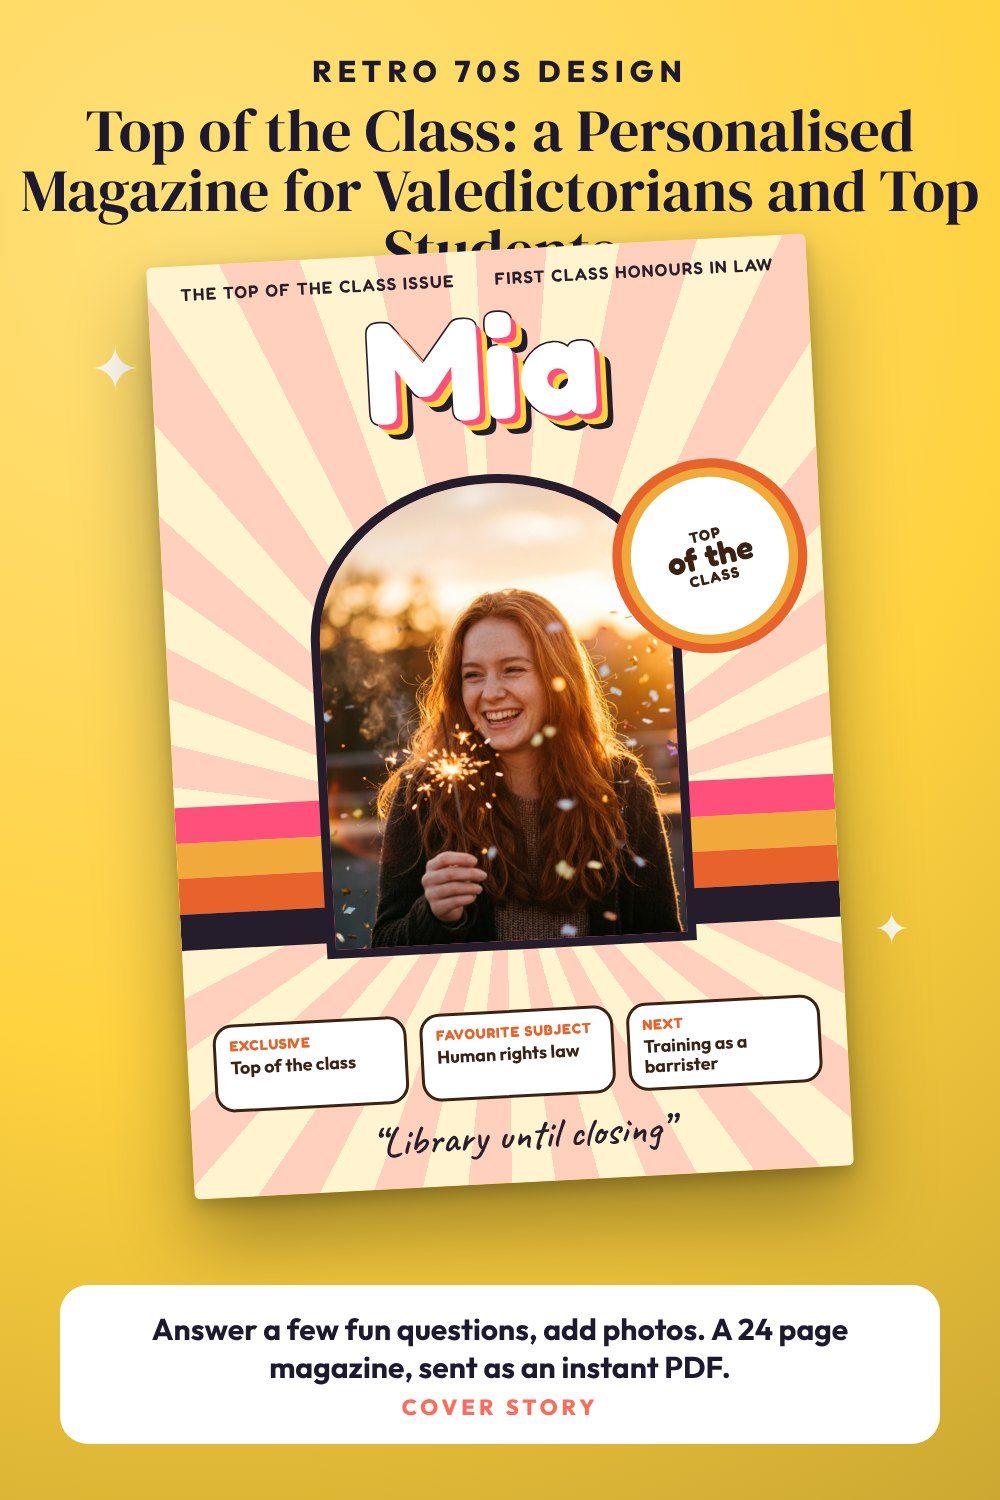 RETRO 70S DESIGN
Top of the Class: a Personalised
Magazine for Valedictorians and Top
Students
THE TOP OF THE CLASS ISSUE
FIRST CLASS HONOURS IN LAW
Mia
TOP
of the
CLASS
EXCLUSIVE
Top of the class
FAVOURITE SUBJECT
Human rights law
NEXT
Training as a
barrister
“Library until closing”
Answer a few fun questions, add photos. A 24 page
magazine, sent as an instant PDF.
COVER STORY